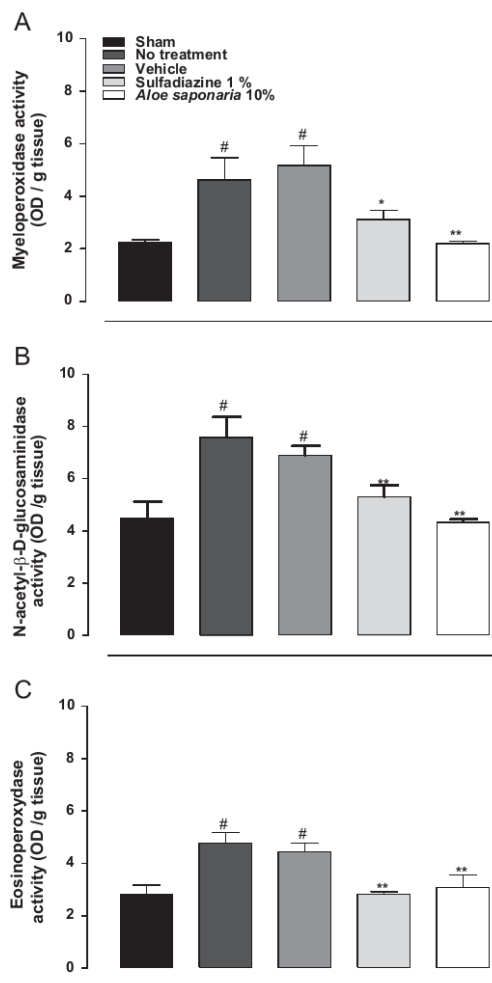 A
10
8
6
4
2
0
Myeloperoxidase activity
(OD / g tissue)
Sham
No treatment
Vehicle
Sulfadiazine 1 %
Aloe saponaria 10%
#
#
*
**
B
10
8
6
4
2
0
N-acetyl-β-D-glucosaminidase
activity (OD /g tissue)
#
#
**
**
C
10
8
6
4
2
0
Eosinoperoxydase
activity (OD /g tissue)
#
#
**
**